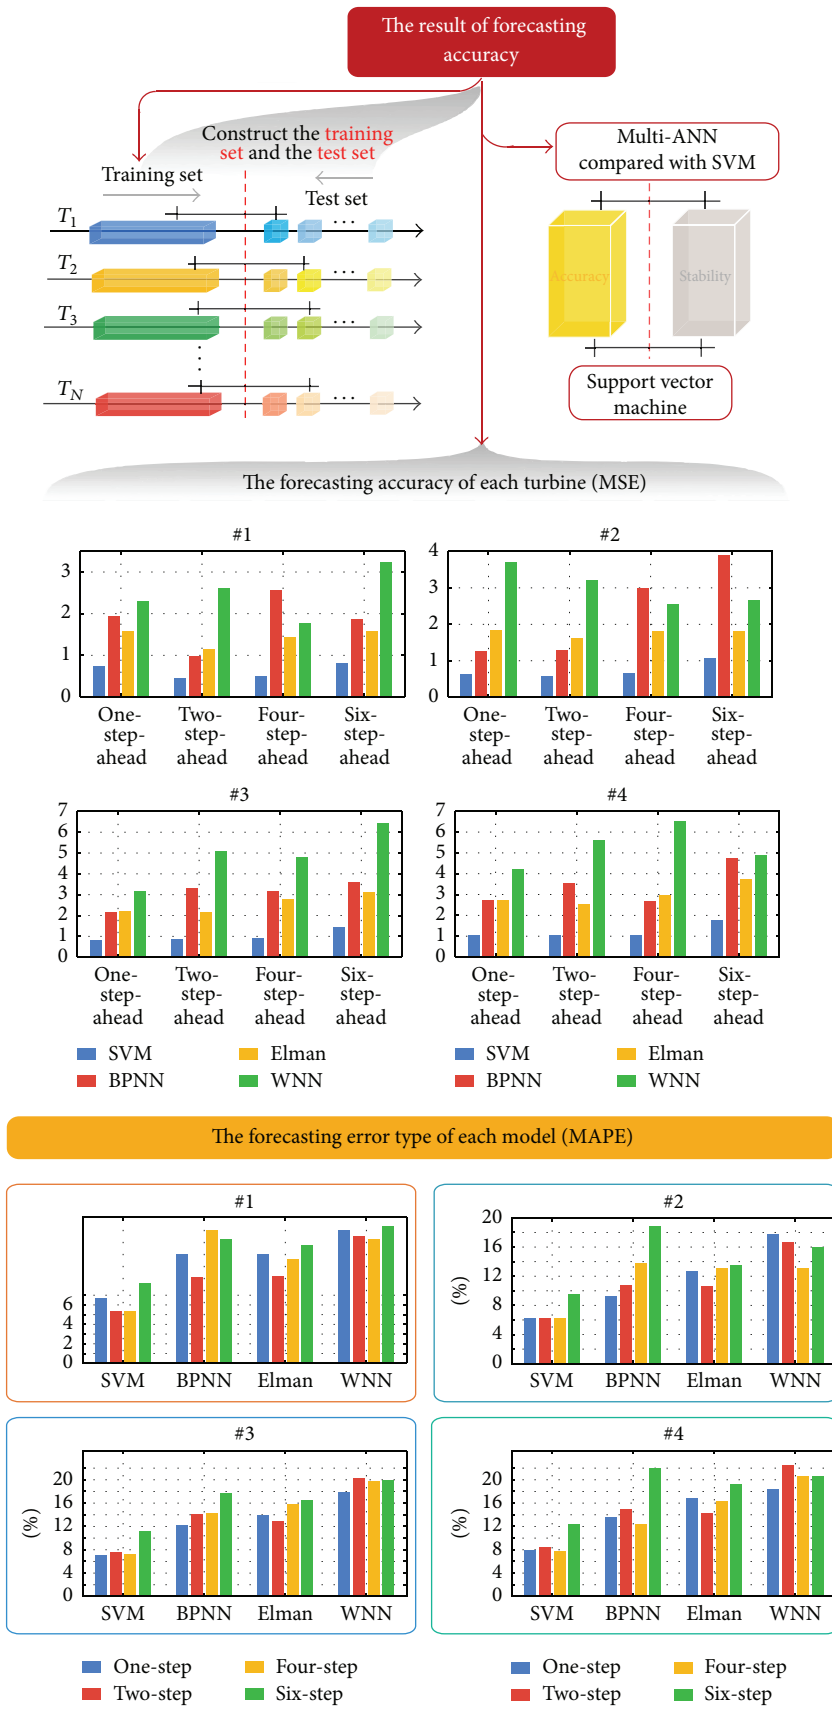 The result of forecasting
accuracy
Construct the training
set and the test set
Training set
Test set
T1
T2
T3
TN
Multi-ANN
compared with SVM
Accuracy
Stability
Support vector
machine
The forecasting accuracy of each turbine (MSE)
#1
3
2
1
0
One-
step-
ahead
Two-
step-
ahead
Four-
step-
ahead
Six-
step-
ahead
#2
4
3
2
1
0
One-
step-
ahead
Two-
step-
ahead
Four-
step-
ahead
Six-
step-
ahead
#3
7
6
5
4
3
2
1
0
One-
step-
ahead
Two-
step-
ahead
Four-
step-
ahead
Six-
step-
ahead
SVM
BPNN
Elman
WNN
#4
7
6
5
4
3
2
1
0
One-
step-
ahead
Two-
step-
ahead
Four-
step-
ahead
Six-
step-
ahead
SVM
BPNN
Elman
WNN
The forecasting error type of each model (MAPE)
#1
6
4
2
0
SVM BPNN Elman WNN
#2
(%)
20
16
12
8
4
0
SVM BPNN Elman WNN
#3
(%)
20
16
12
8
4
0
SVM BPNN Elman WNN
One-step
Two-step
Four-step
Six-step
#4
(%)
20
16
12
8
4
0
SVM BPNN Elman WNN
One-step
Two-step
Four-step
Six-step